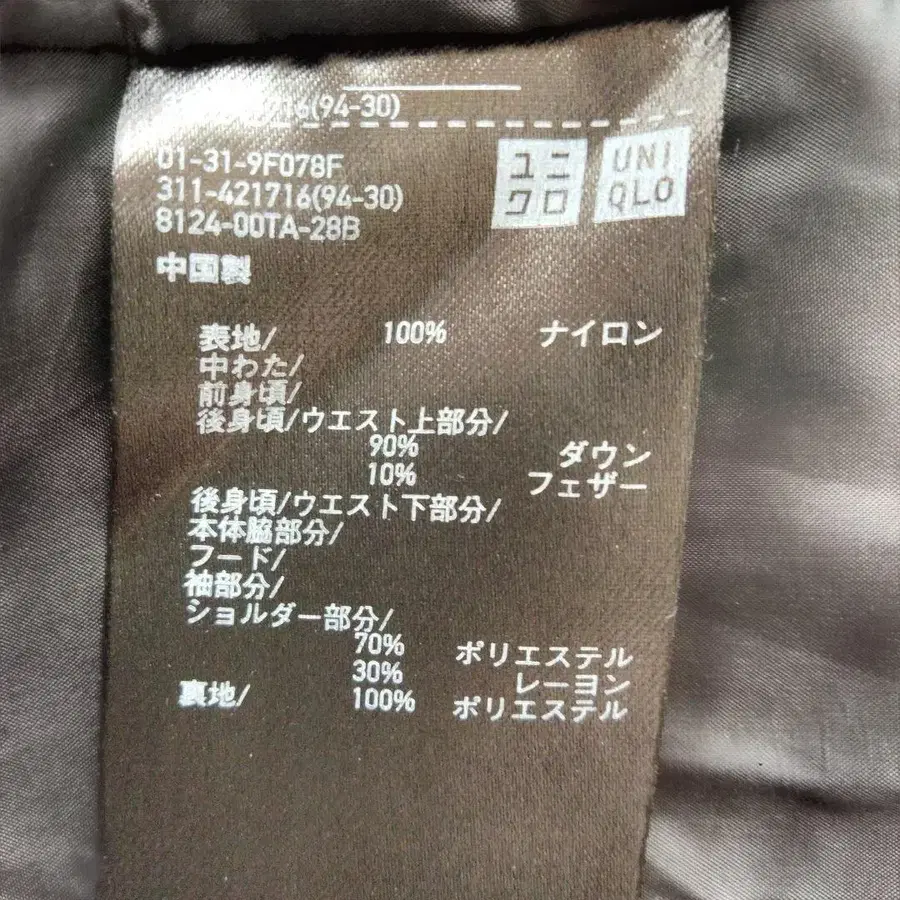 16(94-30)
01-31-9F078F
311-421716(94-30)
8124-00TA-28B
ユニ
クロ
UNI
QLO
中国製
表地/ 100% ナイロン
中わた/
前身頃/
後身頃/ウエスト上部分/
90% ダウン
10% フェザー
後身頃/ウエスト下部分/
本体脇部分/
フード/
袖部分/
ショルダー部分/
70% ポリエステル
30% レーヨン
裏地/ 100% ポリエステル